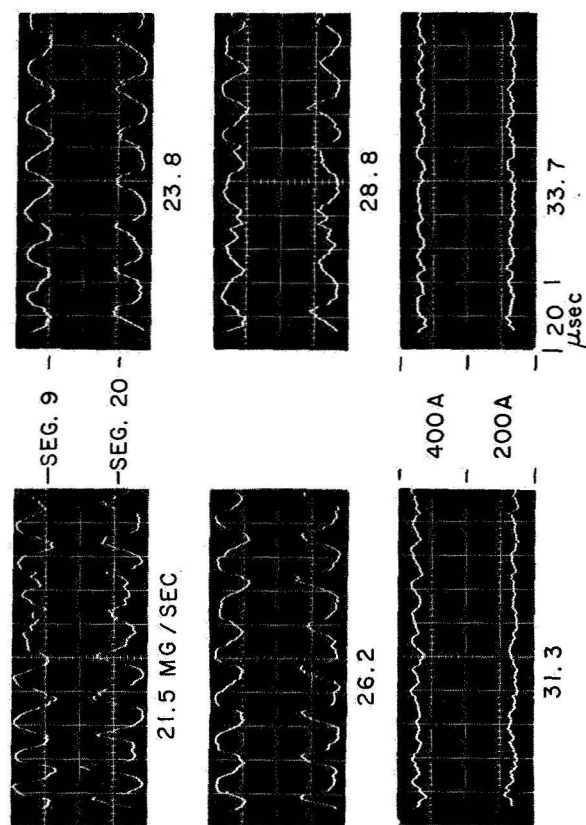 SEG. 9
SEG. 20
21.5 MG/SEC
23.8
26.2
28.8
400A
200A
31.3
33.7
20
µsec